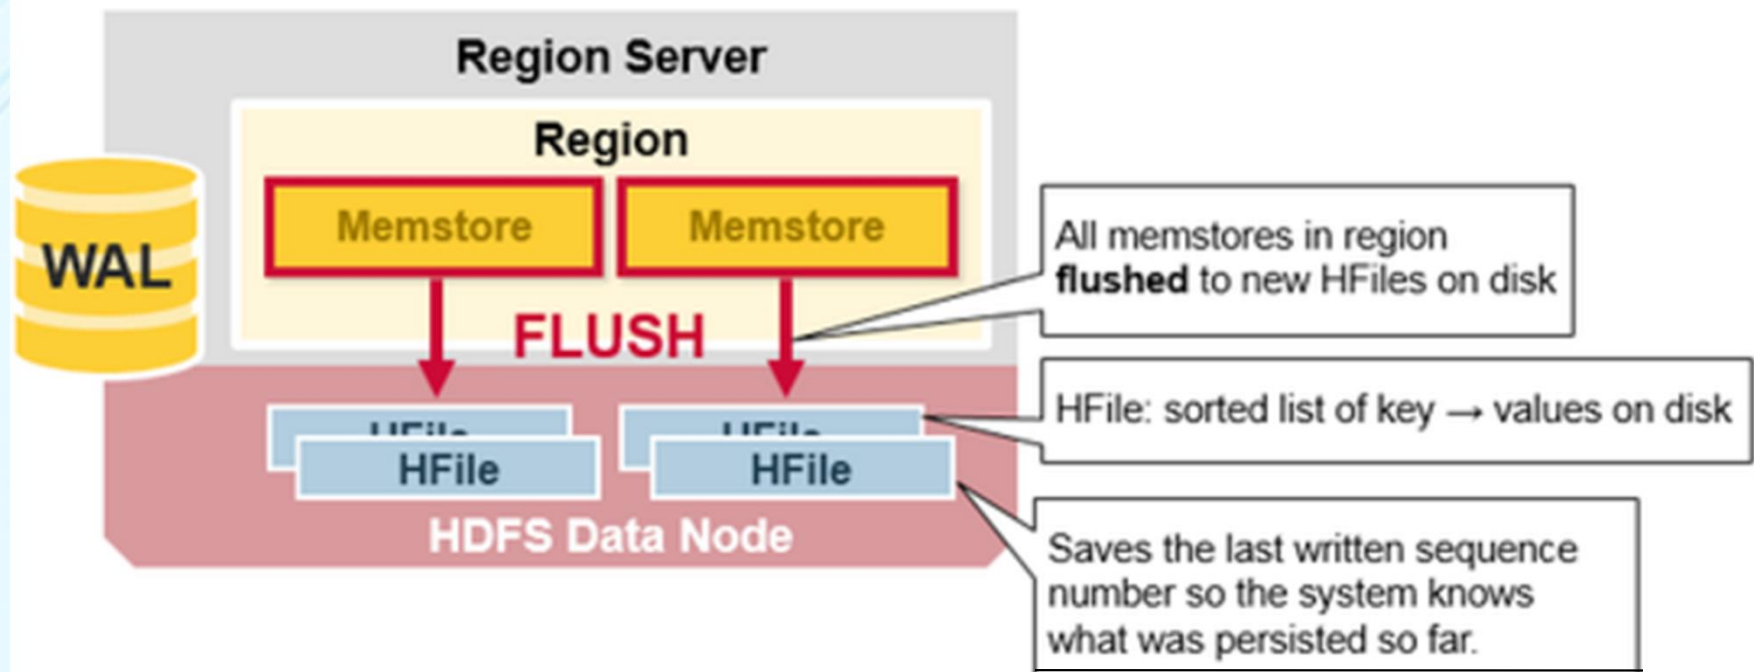 Region Server
Region
Memstore
Memstore
WAL
FLUSH
All memstores in region
flushed to new HFiles on disk
HFile
HFile
HFile
HFile
HFile: sorted list of key → values on disk
HDFS Data Node
Saves the last written sequence
number so the system knows
what was persisted so far.